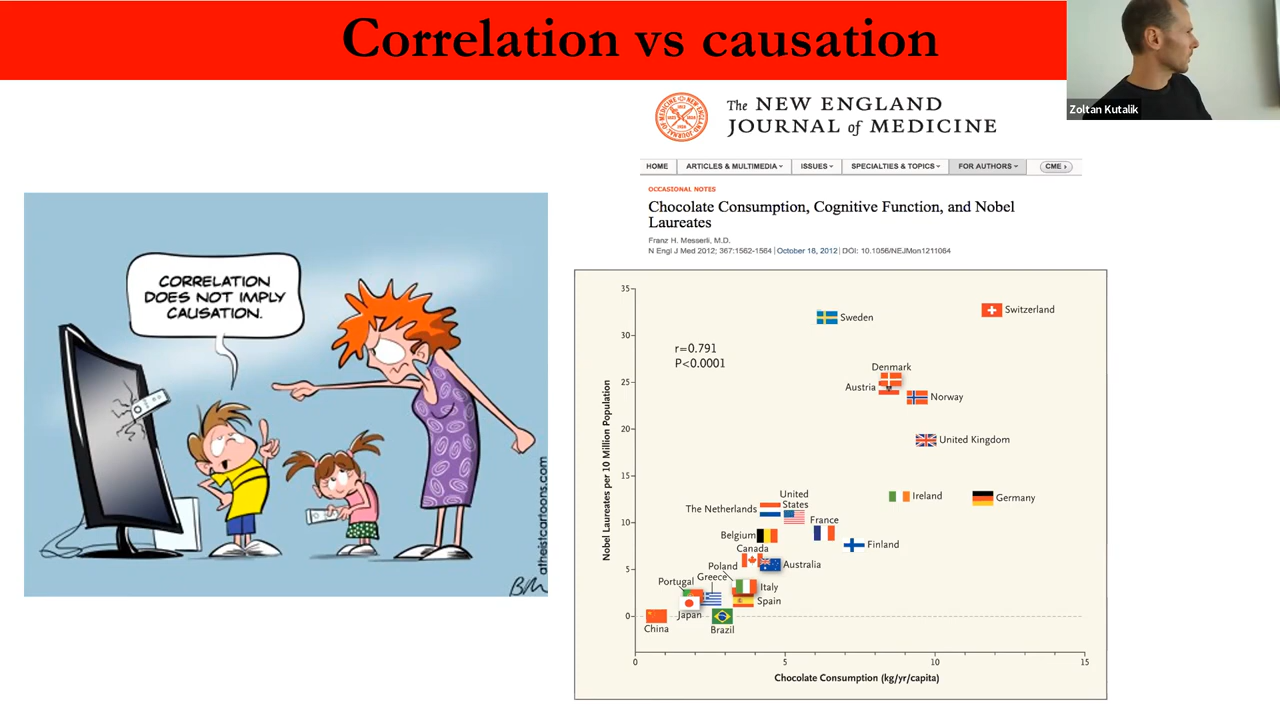 Correlation vs causation
Zoltan Kutalik
The NEW ENGLAND
JOURNAL of MEDICINE
HOME
ARTICLES & MULTIMEDIA
ISSUES
SPECIALTIES & TOPICS
FOR AUTHORS
CME
OCCASIONAL NOTES
Chocolate Consumption, Cognitive Function, and Nobel
Laureates
Franz H. Messerli, M.D.
N Engl J Med 2012; 367:1562-1564 | October 18, 2012 | DOI: 10.1056/NEJMon1211064
CORRELATION
DOES NOT IMPLY
CAUSATION.
atheistcartoons.com
Nobel Laureates per 10 Million Population
35
30
25
20
15
10
5
0
r=0.791
P<0.0001
Sweden
Switzerland
Denmark
Austria
Norway
United Kingdom
Ireland
Germany
United
States
The Netherlands
France
Belgium
Finland
Canada
Australia
Poland
Greece
Portugal
Italy
Spain
Japan
China
Brazil
0
5
10
15
Chocolate Consumption (kg/yr/capita)